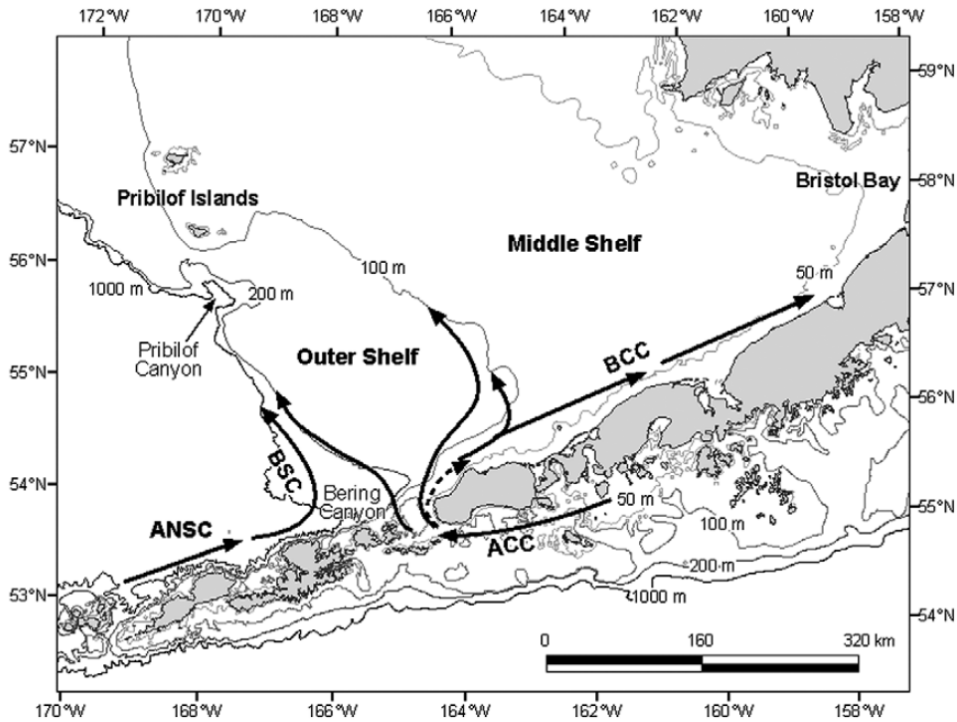 172°W 170°W 168°W 166°W 164°W 162°W 160°W 158°W
59°N
57°N
58°N
Bristol Bay
Pribilof Islands
Middle Shelf
56°N
100 m
50 m
1000 m
200 m
57°N
Pribilof
Canyon
Outer Shelf
BCC
55°N
56°N
BSC
54°N
Bering
Canyon
50 m
55°N
ANSC
ACC
100 m
200 m
1000 m
53°N
54°N
0 160 320 km
170°W 168°W 166°W 164°W 162°W 160°W 158°W